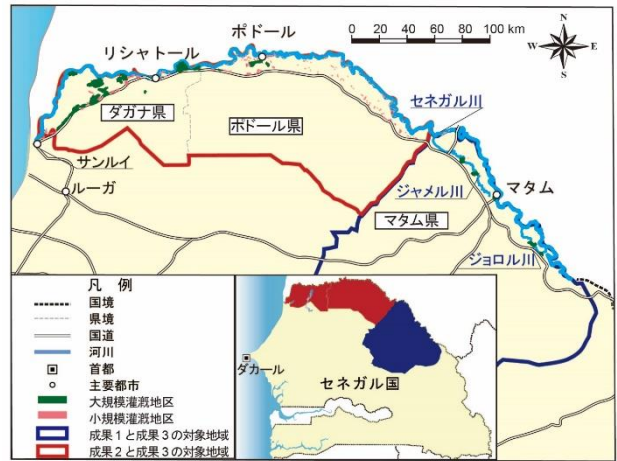 ポドール
0 20 40 60 80 100 km
N
W E
S
リシャトール
セネガル川
ダガナ県
ポドール県
サンルイ
ルーガ
ジャメル川
マタム
マタム県
ジョロル川
凡 例
国境
県境
国道
河川
首都
主要都市
大規模灌漑地区
小規模灌漑地区
成果1と成果3の対象地域
成果2と成果3の対象地域
ダカール
セネガル国